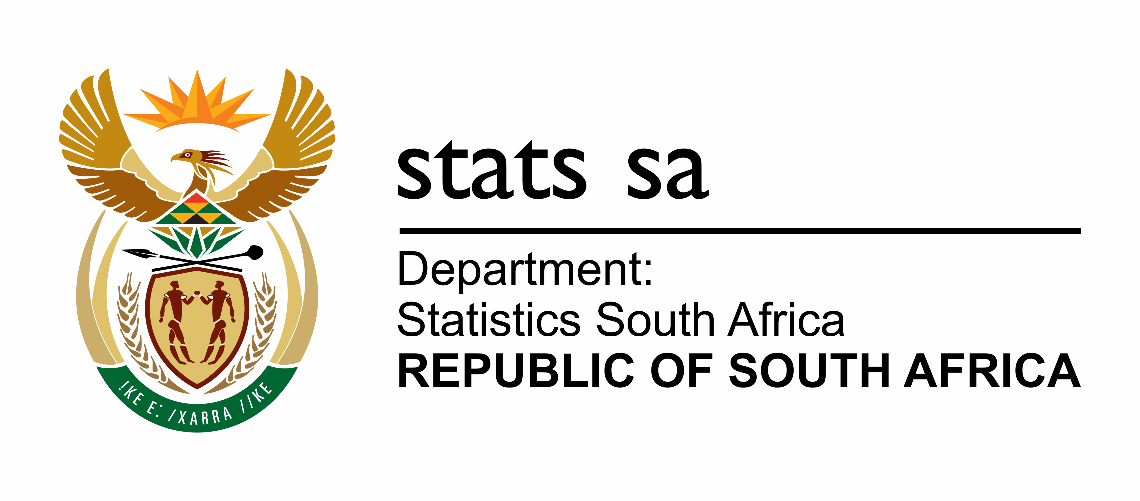 stats sa
Department:
Statistics South Africa
REPUBLIC OF SOUTH AFRICA
!KE E: /XARRA //KE